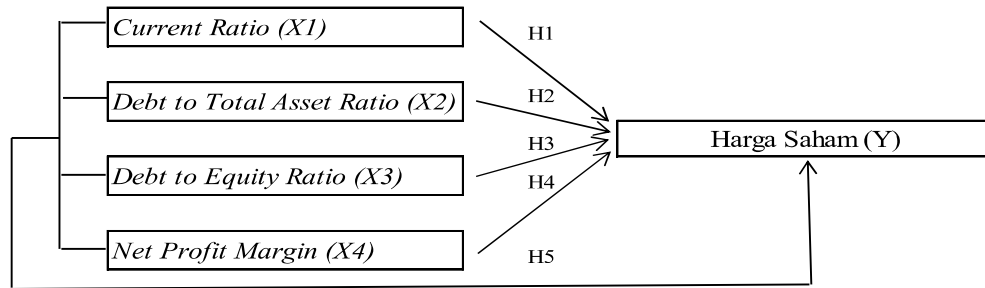 Current Ratio (X1)
H1
Debt to Total Asset Ratio (X2)
H2
Harga Saham (Y)
H3
Debt to Equity Ratio (X3)
H4
Net Profit Margin (X4)
H5